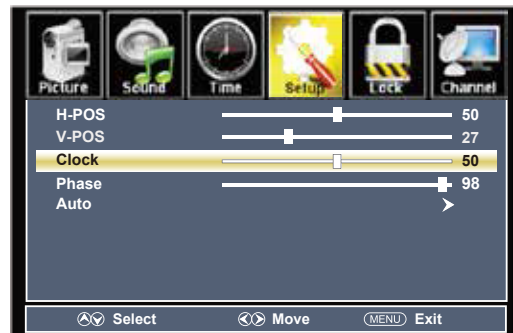 Picture Sound Time Setup Lock Channel
H-POS 50
V-POS 27
Clock 50
Phase 98
Auto
Select Move MENU Exit